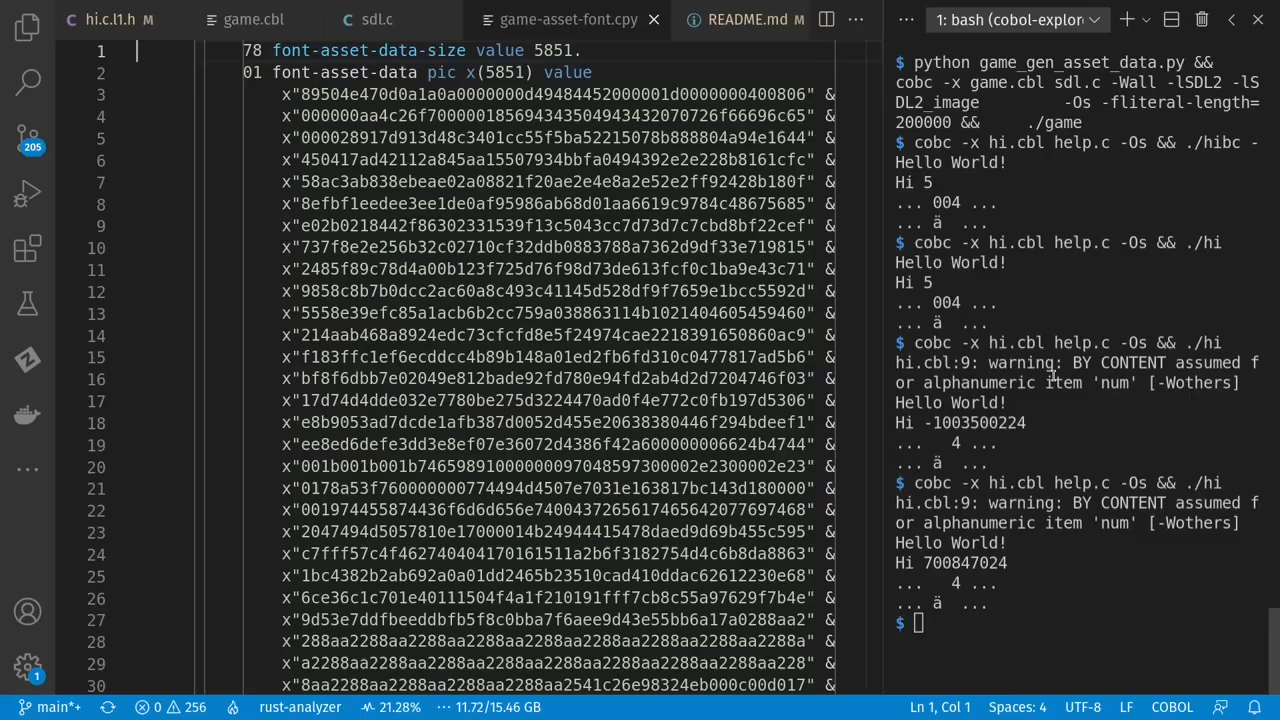 hi.c.l1.h M
game.cbl
sdl.c
game-asset-font.cpy
README.md M
1: bash (cobol-explor
1 78 font-asset-data-size value 5851.
2 01 font-asset-data pic x(5851) value
3 x"89504e470d0a1a0a0000000d49484452000001d0000000400806" &
4 x"000000aa4c26f7000001856943435049434320726f66696c65" &
5 x"000028917d913d48c3401cc55f5ba52215078b888804a94e1644" &
6 x"450417ad42112a845aa15507934bbfa0494392e2e228b8161cfc" &
7 x"58ac3ab838ebeae02a08821f20ae2e4e8a2e52e2ff92428b180f" &
8 x"8efbf1eedee3ee1de0af95986ab68d01aa6619c9784c48675685" &
9 x"e02b0218442f86302331539f13c5043cc7d73d7c7cbd8bf22cef" &
10 x"737f8e2e256b32c02710cf32ddb0883788a7362d9df33e719815" &
11 x"2485f89c78d4a00b123f725d76f98d73de613fcf0c1ba9e43c71" &
12 x"9858c8b7b0dcc2ac60a8c493c41145d528df9f7659e1bcc5592d" &
13 x"5558e39efc85a1acb6b2cc759a038863114b1021404605459460" &
14 x"214aab468a8924edc73cfcfd8e5f24974cae2218391650860ac9" &
15 x"f183ffc1ef6ecddcc4b89b148a01ed2fb6fd310c0477817ad5b6" &
16 x"bf8f6dbb7e02049e812bade92fd780e94fd2ab4d2d7204746f03" &
17 x"17d74d4dde032e7780be275d3224470ad0f4e772c0fb197d5306" &
18 x"e8b9053ad7dcde1afb387d0d455e20638380446f294bdeef1" &
19 x"ee8ed6defe3dd3e8ef07e36072d4386f42a600000006624b4744" &
20 x"001b001b001b74659891000000097048597300002e2300002e23" &
21 x"0178a53f760000000774494d4507e7031e163817bc143d180000" &
22 x"001974455874436f6d6d656e74004372656174656420777697468" &
23 x"2047494d5057810e17000014b24944415478daed9d69b455c595" &
24 x"c7fff57c4f462740404170161511a2b6f3182754d4c6b8da8863" &
25 x"1bc4382b2ab692a0a01dd2465b23510cad410ddac62612230e68" &
26 x"6ce36c1c701e40111504f4a1f210191fff7cb8c55a97629f7b4e" &
27 x"9d53e7ddfbeeddbfb5f8c0bba7f6aee9d43e55bb6a17a0288aa2" &
28 x"288aa2288aa2288aa2288aa2288aa2288aa2288aa2288aa2288a" &
29 x"a2288aa2288aa2288aa2288aa2288aa2288aa2288aa2288aa228" &
30 x"8aa2288aa2288aa2288aa2288aa2541c26e98324eb000c00d017" &
$ python game_gen_asset_data.py &&
cobc -x game.cbl sdl.c -Wall -lSDL2 -lS
DL2_image -Os -fliteral-length=
200000 && ./game
$ cobc -x hi.cbl help.c -Os && ./hibc -
Hello World!
Hi 5
... 004 ...
... ä ...
$ cobc -x hi.cbl help.c -Os && ./hi
Hello World!
Hi 5
... 004 ...
... ä ...
$ cobc -x hi.cbl help.c -Os && ./hi
hi.cbl:9: warning: BY CONTENT assumed f
or alphanumeric item 'num' [-Wothers]
Hello World!
Hi -1003500224
... 4 ...
... ä ...
$ cobc -x hi.cbl help.c -Os && ./hi
hi.cbl:9: warning: BY CONTENT assumed f
or alphanumeric item 'num' [-Wothers]
Hello World!
Hi 700847024
... 4 ...
... ä ...
$
205
1
main*+
0
256
rust-analyzer
21.28%
11.72/15.46 GB
Ln 1, Col 1
Spaces: 4
UTF-8
LF
COBOL